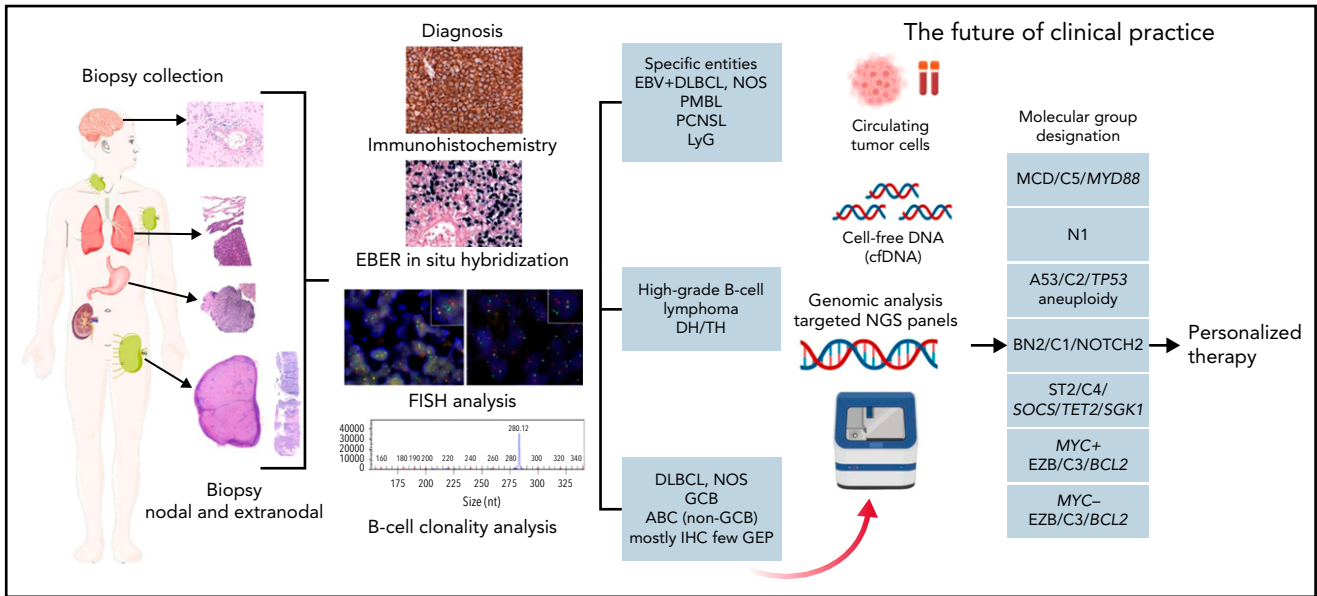 The future of clinical practice
Biopsy collection
Biopsy
nodal and extranodal
Diagnosis
Immunohistochemistry
EBER in situ hybridization
FISH analysis
40000
30000
20000
10000
0
280.12
160 180 190 200 220 240 260 280 300 320 340
175 200 225 250 275 300 325
Size (nt)
B-cell clonality analysis
Specific entities
EBV+DLBCL, NOS
PMBL
PCNSL
LyG
High-grade B-cell
lymphoma
DH/TH
DLBCL, NOS
GCB
ABC (non-GCB)
mostly IHC few GEP
Circulating
tumor cells
Cell-free DNA
(cfDNA)
Genomic analysis
targeted NGS panels
Molecular group
designation
MCD/C5/MYD88
N1
A53/C2/TP53
aneuploidy
BN2/C1/NOTCH2
ST2/C4/
SOCS/TET2/SGK1
MYC+
EZB/C3/BCL2
MYC–
EZB/C3/BCL2
Personalized
therapy